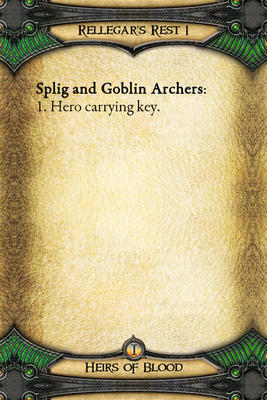 Rellegar's Rest I
Splig and Goblin Archers:
1. Hero carrying key.
1
Heirs of Blood